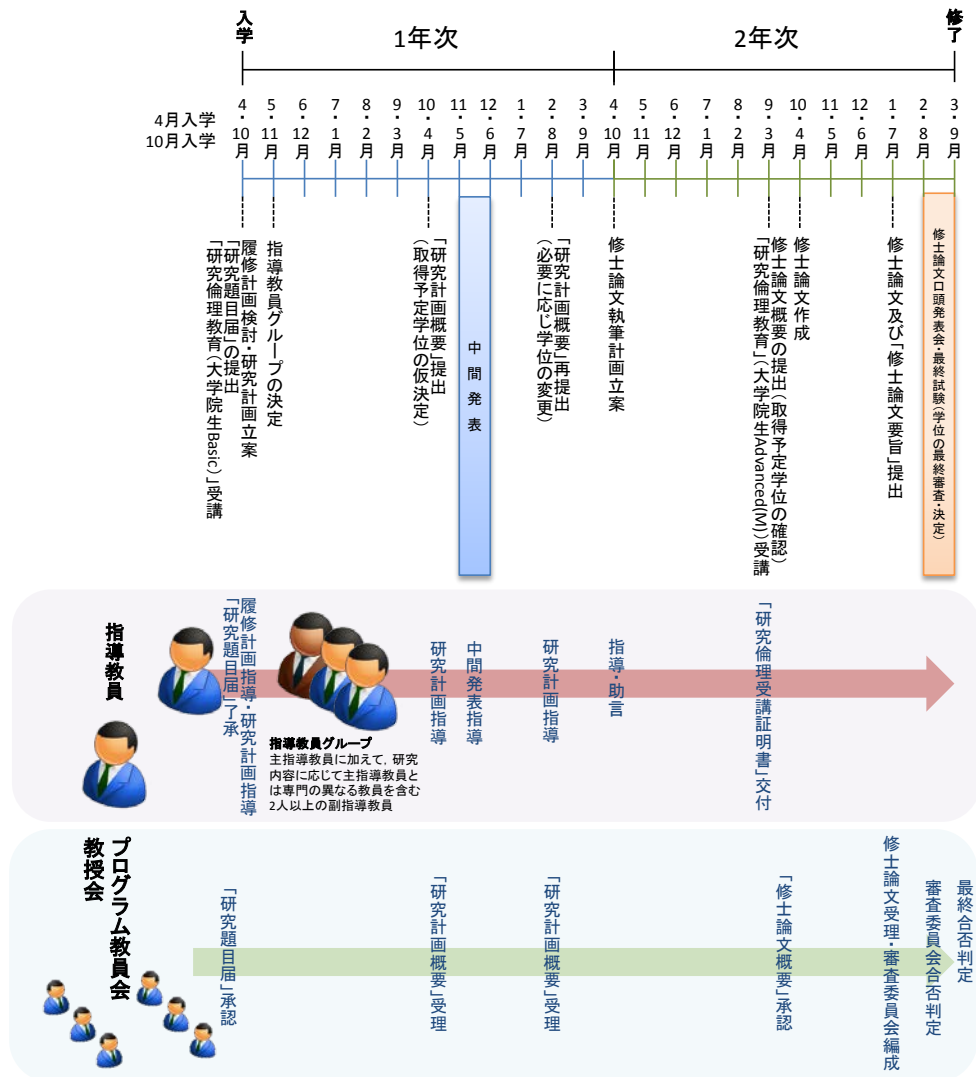 入学
修了
1年次
2年次
4月入学
10月入学
4・10月
5・11月
6・12月
7・1月
8・2月
9・3月
10・4月
11・5月
12・6月
1・7月
2・8月
3・9月
4・10月
5・11月
6・12月
7・1月
8・2月
9・3月
10・4月
11・5月
12・6月
1・7月
2・8月
3・9月
履修計画検討・研究計画立案
「研究題目届」の提出
「研究倫理教育(大学院生Basic)」受講
指導教員グループの決定
「研究計画概要」提出
(取得予定学位の仮決定)
中間発表
「研究計画概要」再提出
(必要に応じ学位の変更)
修士論文執筆計画立案
修士論文概要の提出(取得予定学位の確認)
「研究倫理教育」(大学院生Advanced(M))受講
修士論文作成
修士論文及び「修士論文要旨」提出
修士論文口頭発表会・最終試験(学位の最終審査・決定)
指導教員
履修計画指導・研究計画指導
「研究題目届」了承
指導教員グループ
主指導教員に加えて，研究
内容に応じて主指導教員と
は専門の異なる教員を含む
2人以上の副指導教員
研究計画指導
中間発表指導
研究計画指導
指導・助言
「研究倫理受講証明書」交付
プログラム教員会
教授会
「研究題目届」承認
「研究計画概要」受理
「研究計画概要」受理
「修士論文概要」承認
修士論文受理・審査委員会編成
審査委員会合否判定
最終合否判定